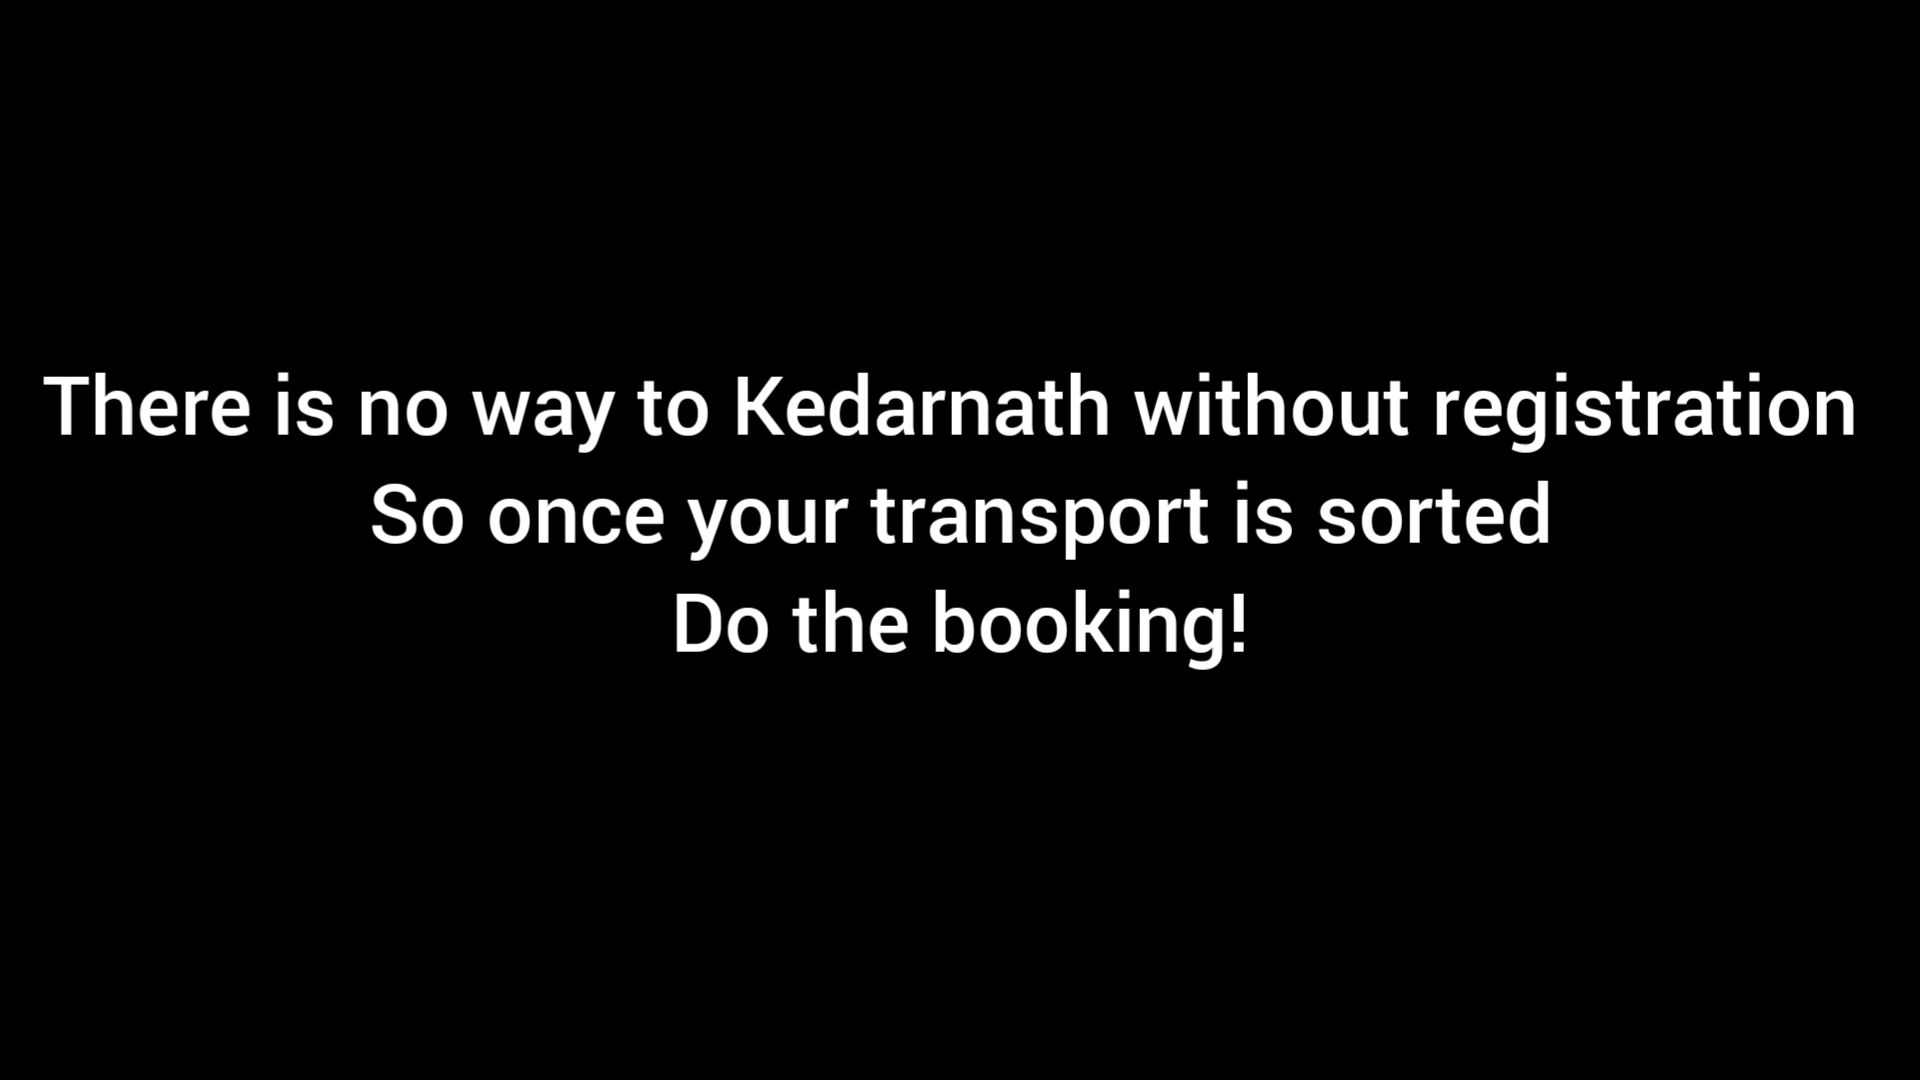 There is no way to Kedarnath without registration
So once your transport is sorted
Do the booking!